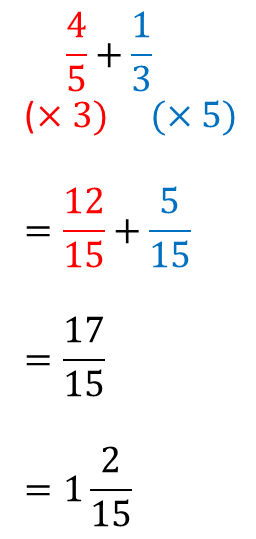 4/5 + 1/3
(× 3) (× 5)
= 12/15 + 5/15
= 17/15
= 1 2/15